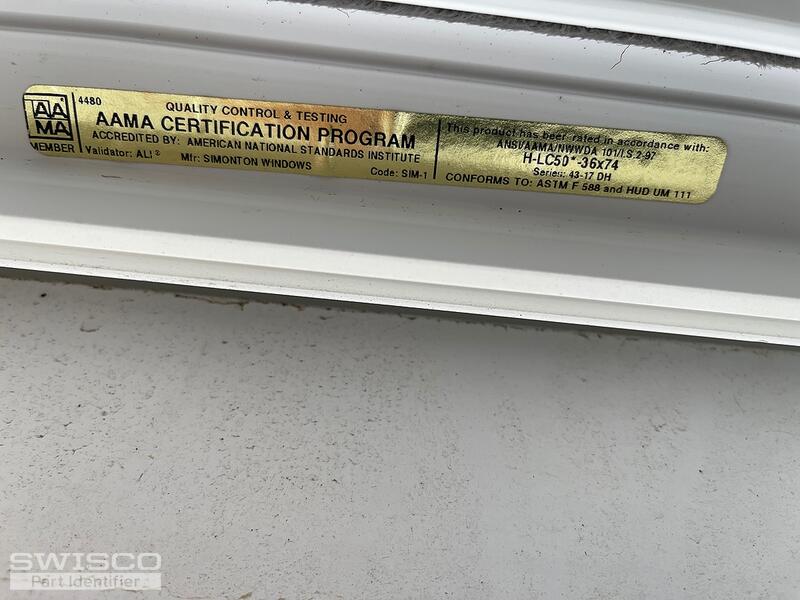 AAMA
MEMBER
4480
QUALITY CONTROL & TESTING
AAMA CERTIFICATION PROGRAM
ACCREDITED BY: AMERICAN NATIONAL STANDARDS INSTITUTE
Validator: ALI® Mfr: SIMONTON WINDOWS Code: SIM-1
This product has been rated in accordance with:
ANSI/AAMA/NWWDA 101/I.S.2-97
H-LC50*-36x74
Series: 43-17 DH
CONFORMS TO: ASTM F 588 and HUD UM 111
SWISCO
Part Identifier